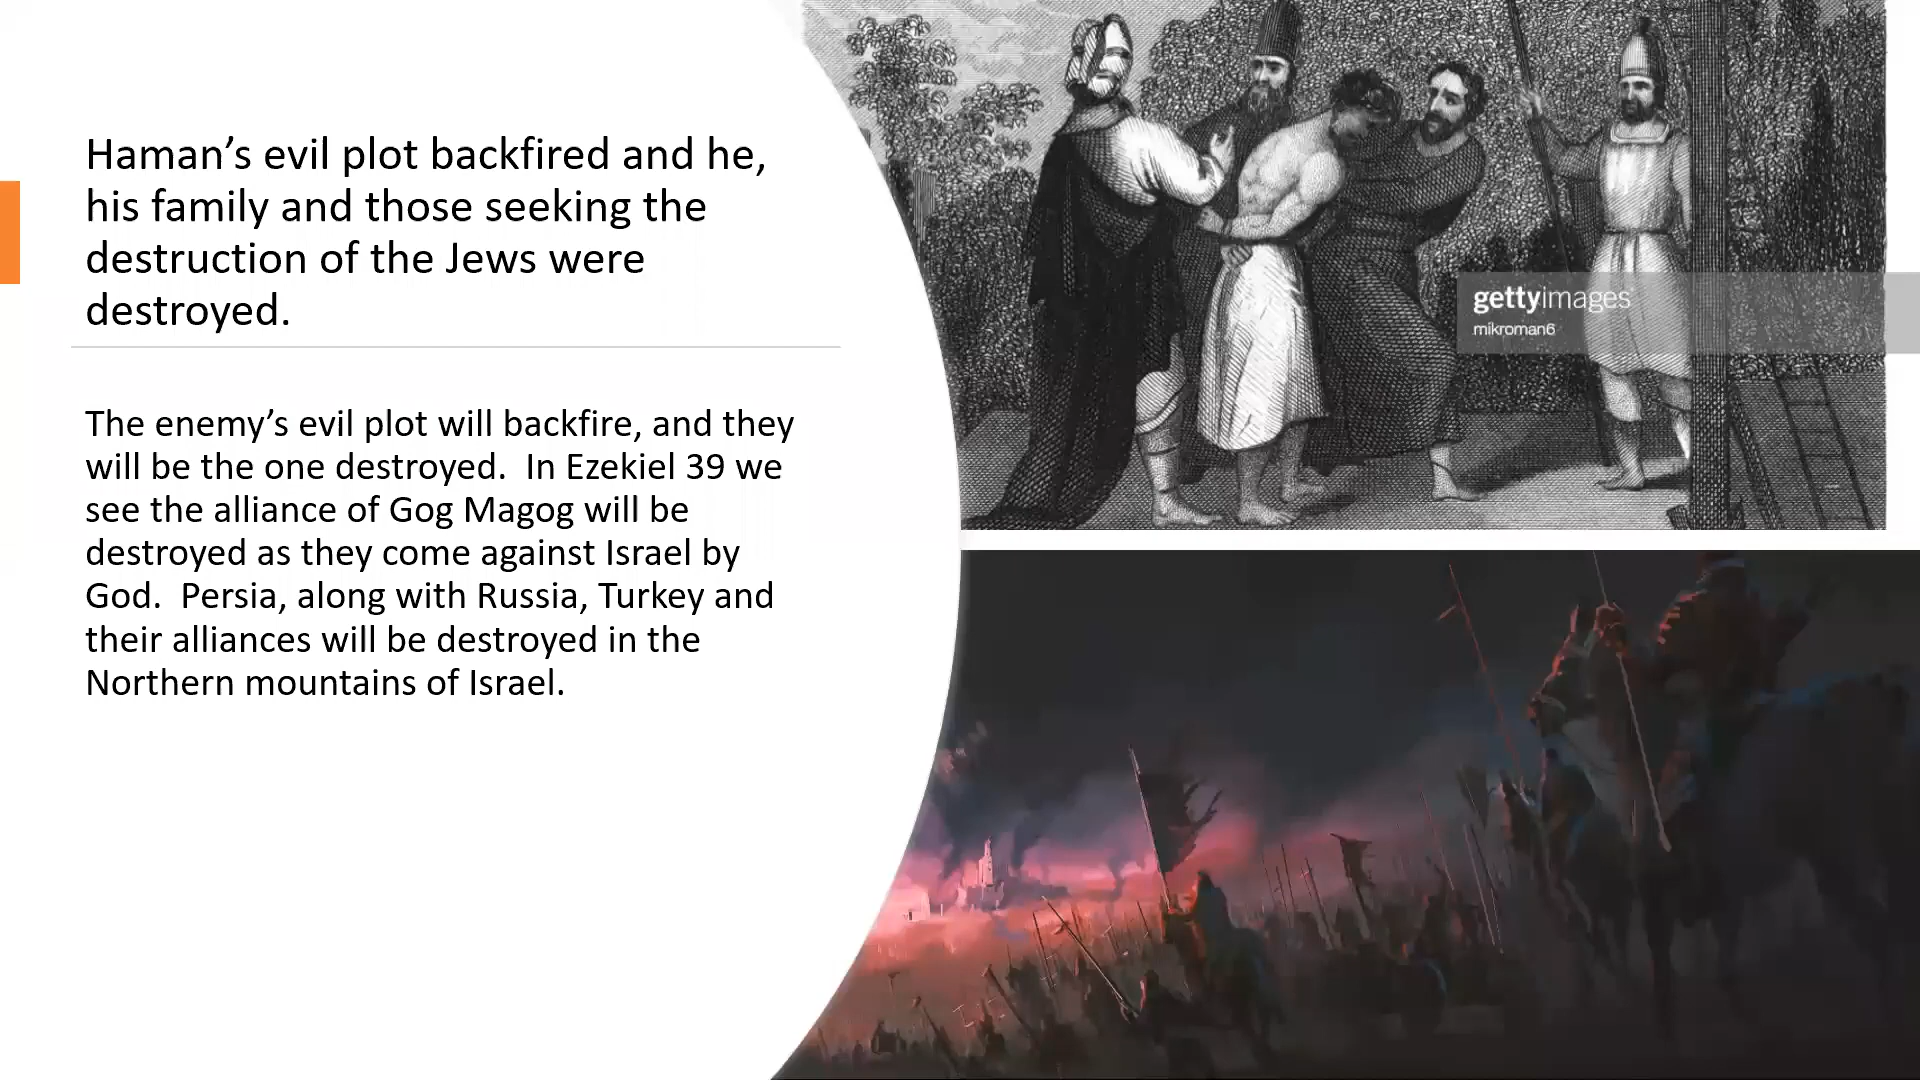 Haman’s evil plot backfired and he,
his family and those seeking the
destruction of the Jews were
destroyed.
The enemy’s evil plot will backfire, and they
will be the one destroyed.  In Ezekiel 39 we
see the alliance of Gog Magog will be
destroyed as they come against Israel by
God.  Persia, along with Russia, Turkey and
their alliances will be destroyed in the
Northern mountains of Israel.
gettyimages
mikroman6